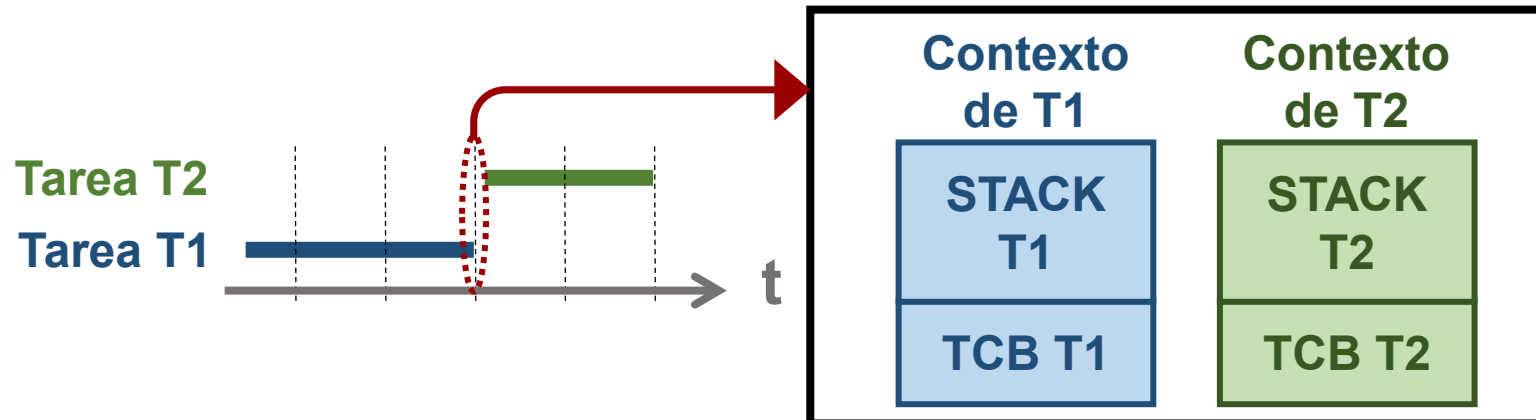 Tarea T2
Tarea T1
t
Contexto
de T1
STACK
T1
TCB T1
Contexto
de T2
STACK
T2
TCB T2